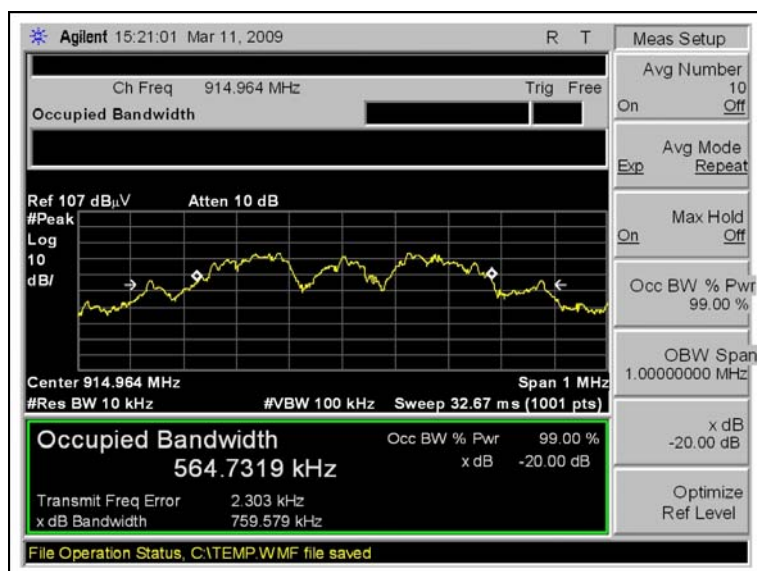 Agilent 15:21:01 Mar 11, 2009 R T
Meas Setup
Ch Freq 914.964 MHz Trig Free
Occupied Bandwidth
Avg Number
10
On Off
Avg Mode
Exp Repeat
Max Hold
On Off
Occ BW % Pwr
99.00 %
OBW Span
1.00000000 MHz
x dB
-20.00 dB
Optimize
Ref Level
Ref 107 dBµV Atten 10 dB
#Peak
Log
10
dB/
Center 914.964 MHz Span 1 MHz
#Res BW 10 kHz #VBW 100 kHz Sweep 32.67 ms (1001 pts)
Occupied Bandwidth Occ BW % Pwr 99.00 %
564.7319 kHz x dB -20.00 dB
Transmit Freq Error 2.303 kHz
x dB Bandwidth 759.579 kHz
File Operation Status, C:\TEMP.WMF file saved